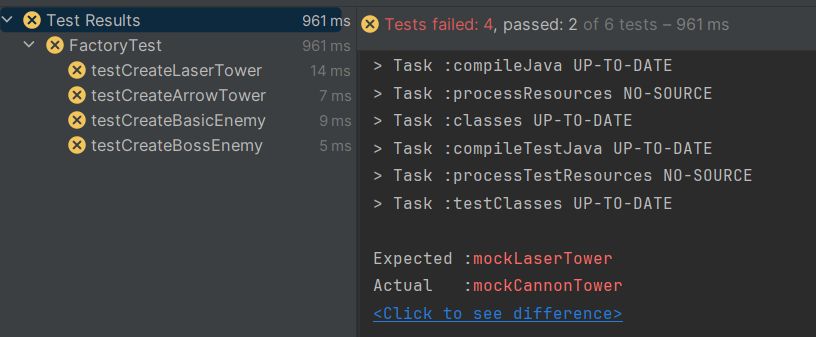 Test Results 961 ms
FactoryTest 961 ms
testCreateLaserTower 14 ms
testCreateArrowTower 7 ms
testCreateBasicEnemy 9 ms
testCreateBossEnemy 5 ms
Tests failed: 4, passed: 2 of 6 tests – 961 ms
> Task :compileJava UP-TO-DATE
> Task :processResources NO-SOURCE
> Task :classes UP-TO-DATE
> Task :compileTestJava UP-TO-DATE
> Task :processTestResources NO-SOURCE
> Task :testClasses UP-TO-DATE
Expected :mockLaserTower
Actual   :mockCannonTower
<Click to see difference>